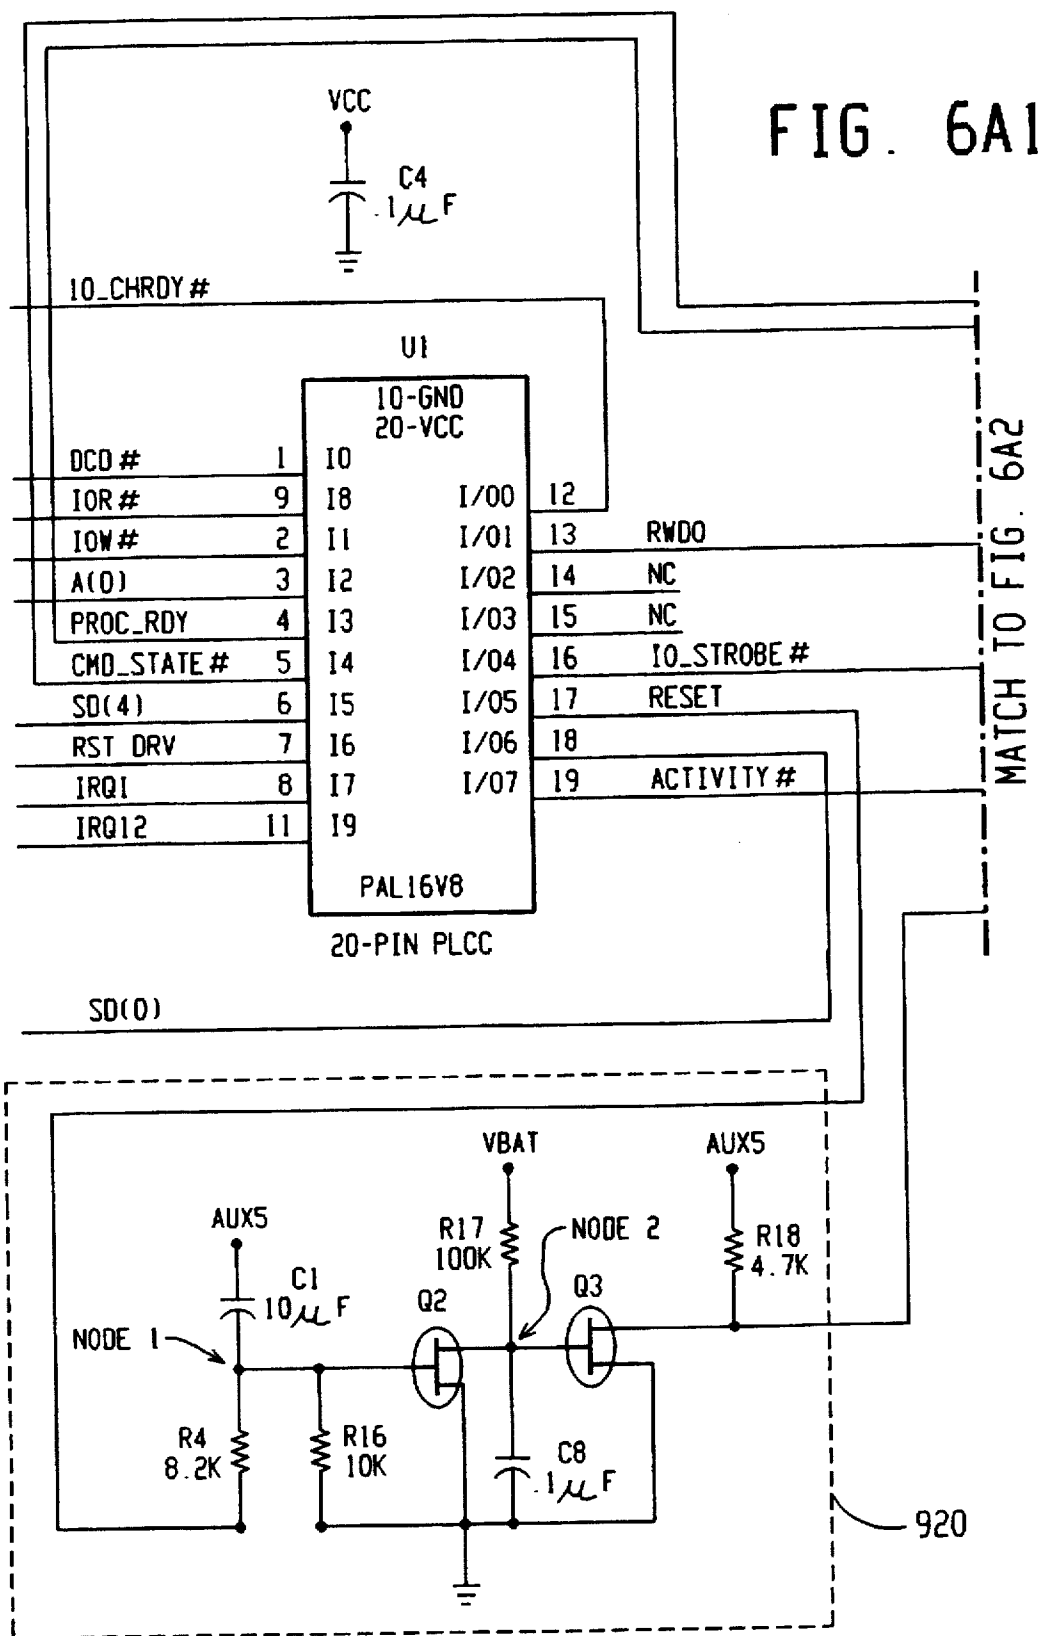 FIG. 6A1
VCC
C4
.1µF
IO_CHRDY#
U1
10-GND
20-VCC
DCD# 1 I0
IOR# 9 I8 I/O0 12
IOW# 2 I1 I/O1 13 RWDO
A(0) 3 I2 I/O2 14 NC
PROC_RDY 4 I3 I/O3 15 NC
CMD_STATE# 5 I4 I/O4 16 IO_STROBE#
SD(4) 6 I5 I/O5 17 RESET
RST DRV 7 I6 I/O6 18
IRQ1 8 I7 I/O7 19 ACTIVITY#
IRQ12 11 I9
PAL16V8
20-PIN PLCC
MATCH TO FIG. 6A2
SD(0)
VBAT
AUX5
AUX5
R17
100K
NODE 2
R18
4.7K
C1
10µF
Q2
Q3
NODE 1
R4
8.2K
R16
10K
C8
.1µF
920